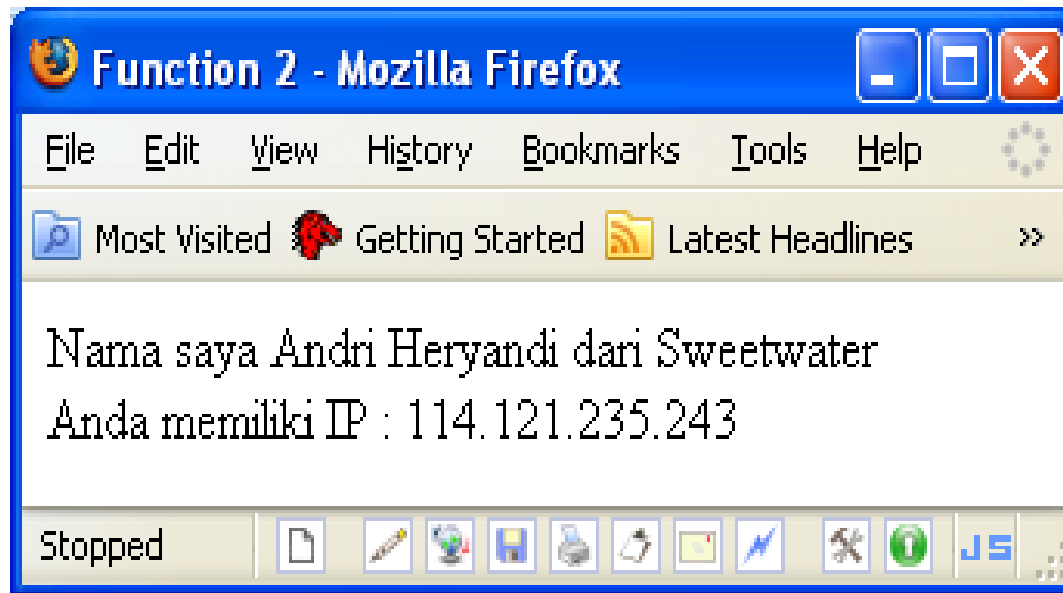 Function 2 - Mozilla Firefox
File Edit View History Bookmarks Tools Help
Most Visited Getting Started Latest Headlines »
Nama saya Andri Heryandi dari Sweetwater
Anda memiliki IP : 114.121.235.243
Stopped JS